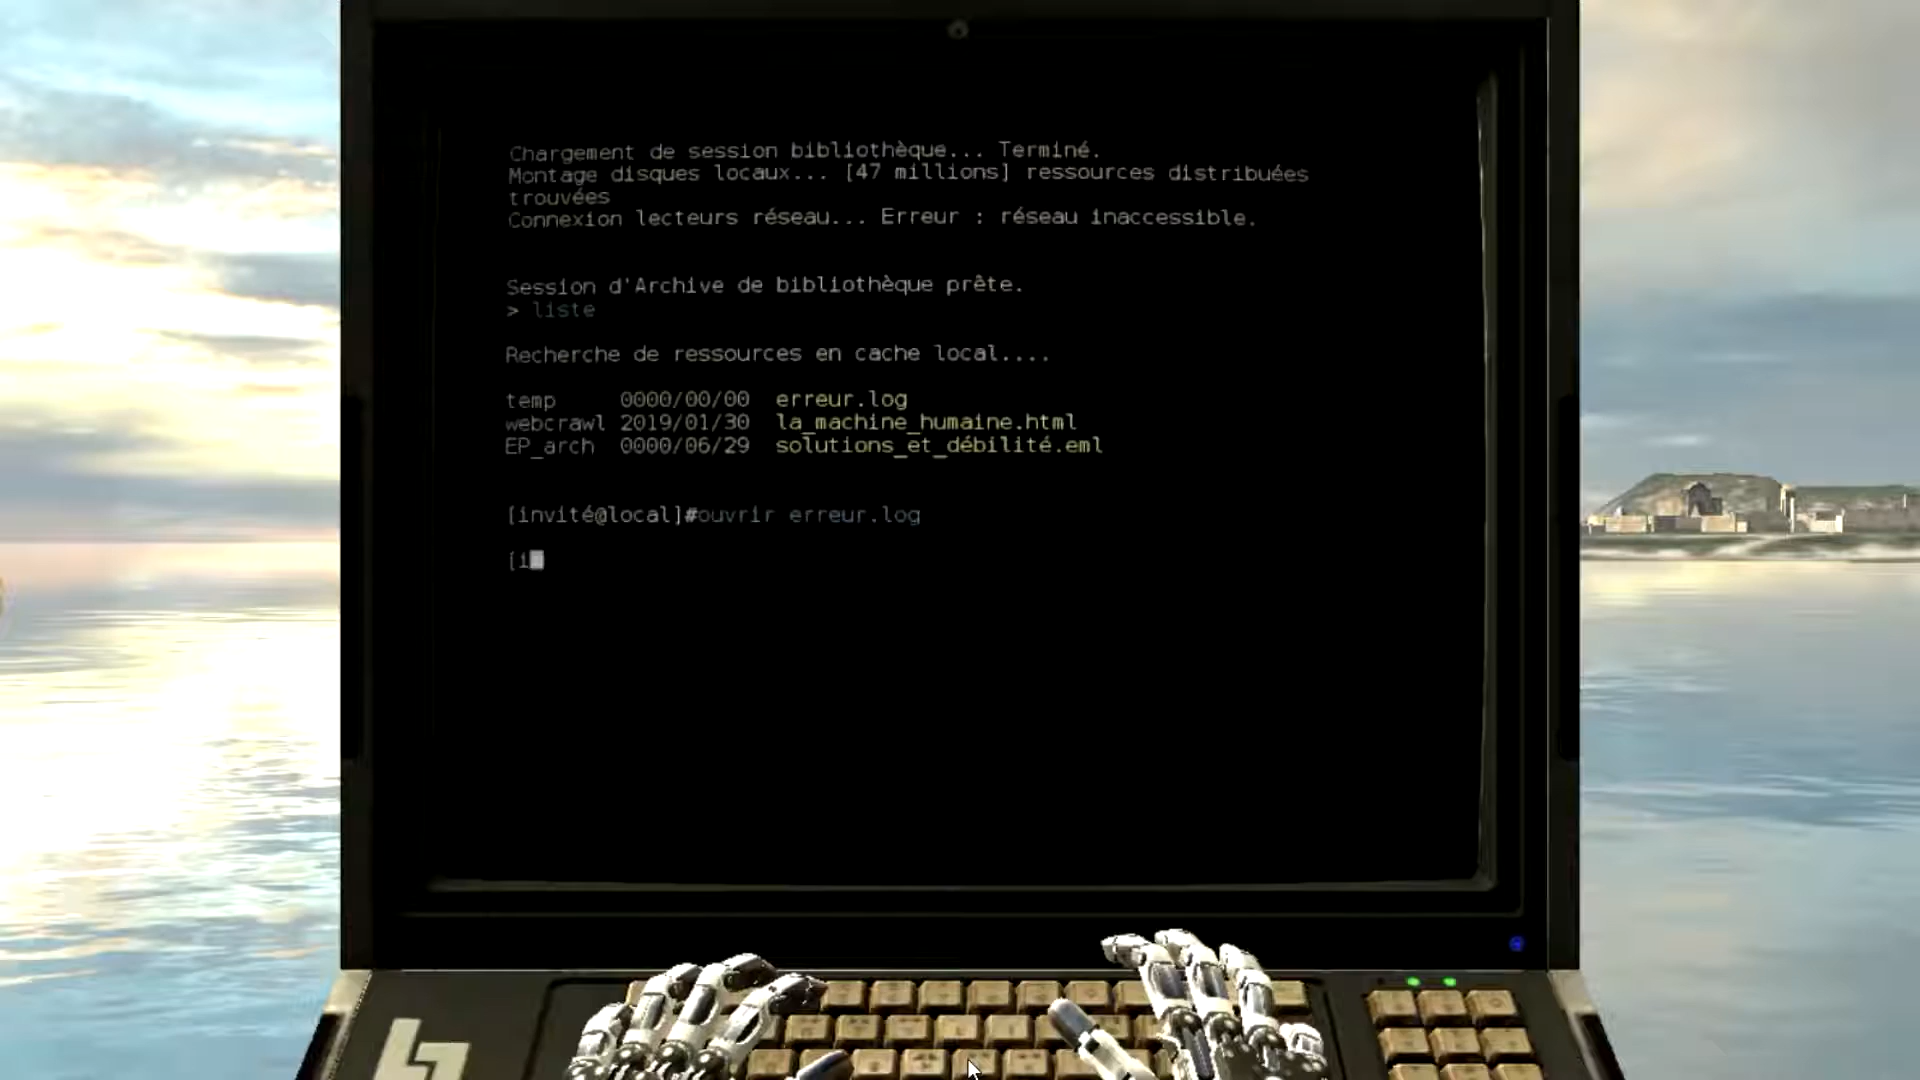 Chargement de session bibliothèque... Terminé.
Montage disques locaux... [47 millions] ressources distribuées
trouvées
Connexion lecteurs réseau... Erreur : réseau inaccessible.
Session d'Archive de bibliothèque prête.
> liste
Recherche de ressources en cache local....
temp 0000/00/00 erreur.log
webcrawl 2019/01/30 la_machine_humaine.html
EP_arch 0000/06/29 solutions_et_débilité.eml
[invité@local]#ouvrir erreur.log
[i